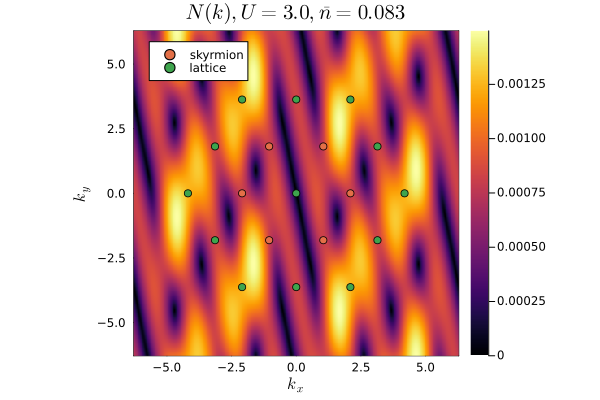 N(k), U = 3.0, n̄ = 0.083
skyrmion
lattice
5.0
2.5
0.0
−2.5
−5.0
k_y
−5.0 −2.5 0.0 2.5 5.0
k_x
0.00125
0.00100
0.00075
0.00050
0.00025
0